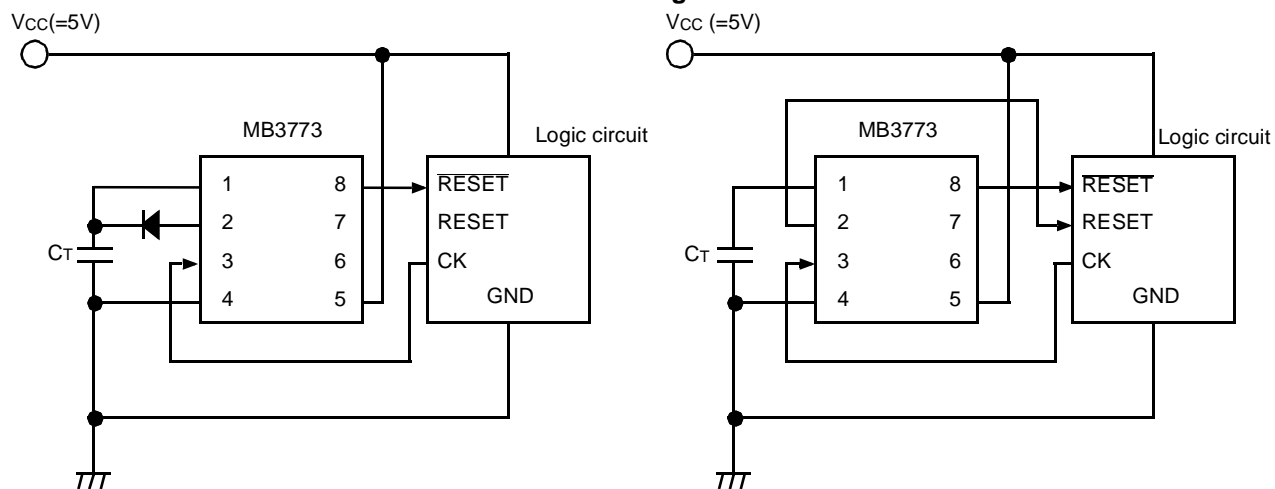 VCC(=5V)
MB3773
Logic circuit
1 8 RESET
2 7 RESET
CT
3 6 CK
4 5 GND
VCC (=5V)
MB3773
Logic circuit
1 8 RESET
2 7 RESET
CT
3 6 CK
4 5 GND